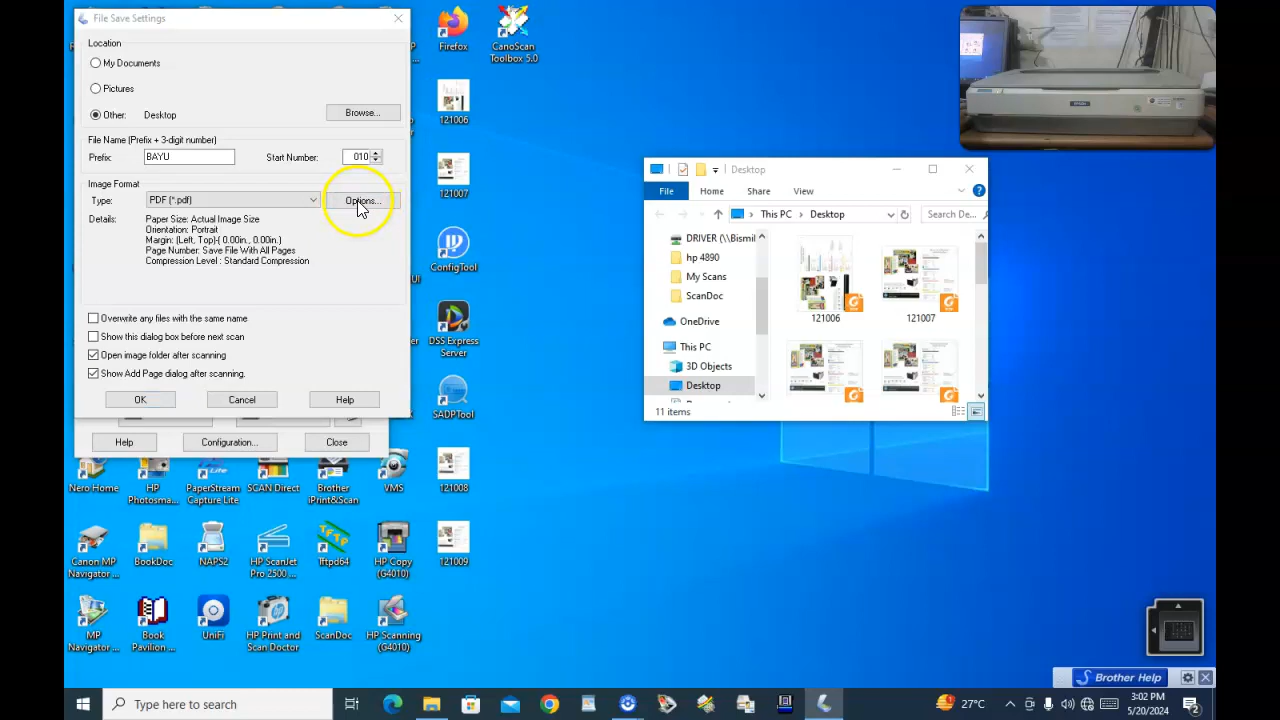 File Save Settings
Location
My Documents
Pictures
Other:
Desktop
Browse...
File Name (Prefix + 3-digit number)
Prefix:
BAYU
Start Number:
010
Image Format
Type:
PDF (*.pdf)
Options...
Details:
Paper Size: Actual Image Size
Orientation: Portrait
Margin: [Left, Top]-[ 0.00in., 0.00in.]
Page Number: Save File With All Pages
Compression Level : Standard Compression
Overwrite any files with the same name
Show this dialog box before next scan
Open image folder after scanning
Show Add Page dialog after scanning.
OK
Cancel
Help
Help
Configuration...
Close
Firefox
CanoScan
Toolbox 5.0
121006
121007
ConfigTool
DSS Express
Server
SADPTool
121008
121009
Nero Home
HP
Photosma...
PaperStream
Capture Lite
SCAN Direct
Brother
iPrint&Scan
VMS
Canon MP
Navigator ...
BookDoc
NAPS2
HP ScanJet
Pro 2500 ...
Tftpd64
HP Copy
(G4010)
MP
Navigator ...
Book
Pavilion ...
UniFi
HP Print and
Scan Doctor
ScanDoc
HP Scanning
(G4010)
Desktop
File
Home
Share
View
This PC
Desktop
Search De...
DRIVER (\\Bismil
hp 4890
My Scans
ScanDoc
OneDrive
This PC
3D Objects
Desktop
121006
121007
11 items
EPSON
Brother Help
Type here to search
27°C
3:02 PM
5/20/2024
2